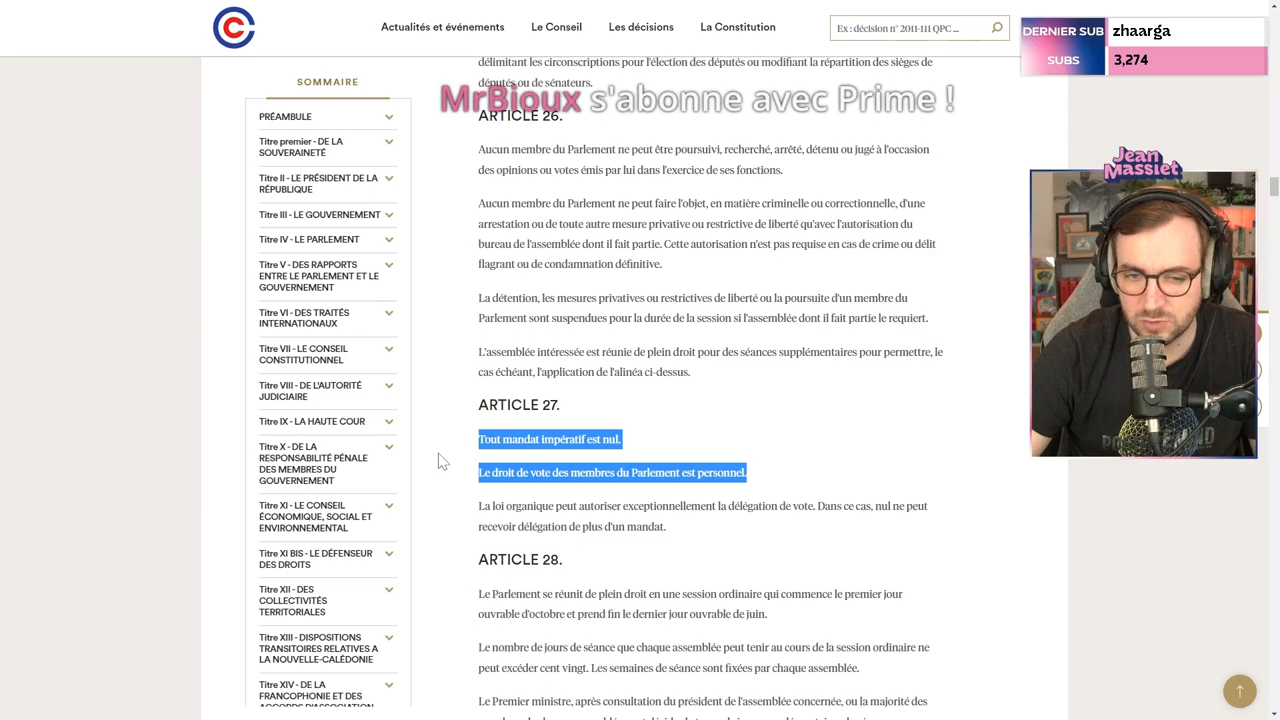 Actualités et événements
Le Conseil
Les décisions
La Constitution
Ex : décision n° 2011-111 QPC ...
DERNIER SUB
zhaarga
SUBS
3,274
MrBioux s'abonne avec Prime !
Jean
Massiet
SOMMAIRE
PRÉAMBULE
Titre premier - DE LA
SOUVERAINETÉ
Titre II - LE PRÉSIDENT DE LA
RÉPUBLIQUE
Titre III - LE GOUVERNEMENT
Titre IV - LE PARLEMENT
Titre V - DES RAPPORTS
ENTRE LE PARLEMENT ET LE
GOUVERNEMENT
Titre VI - DES TRAITÉS
INTERNATIONAUX
Titre VII - LE CONSEIL
CONSTITUTIONNEL
Titre VIII - DE L'AUTORITÉ
JUDICIAIRE
Titre IX - LA HAUTE COUR
Titre X - DE LA
RESPONSABILITÉ PÉNALE
DES MEMBRES DU
GOUVERNEMENT
Titre XI - LE CONSEIL
ÉCONOMIQUE, SOCIAL ET
ENVIRONNEMENTAL
Titre XI BIS - LE DÉFENSEUR
DES DROITS
Titre XII - DES
COLLECTIVITÉS
TERRITORIALES
Titre XIII - DISPOSITIONS
TRANSITOIRES RELATIVES A
LA NOUVELLE-CALÉDONIE
Titre XIV - DE LA
FRANCOPHONIE ET DES
ACCORDS D'ASSOCIATION
délimitant les circonscriptions pour l'élection des députés ou modifiant la répartition des sièges de
députés ou de sénateurs.
ARTICLE 26.
Aucun membre du Parlement ne peut être poursuivi, recherché, arrêté, détenu ou jugé à l'occasion
des opinions ou votes émis par lui dans l'exercice de ses fonctions.
Aucun membre du Parlement ne peut faire l'objet, en matière criminelle ou correctionnelle, d'une
arrestation ou de toute autre mesure privative ou restrictive de liberté qu'avec l'autorisation du
bureau de l'assemblée dont il fait partie. Cette autorisation n'est pas requise en cas de crime ou délit
flagrant ou de condamnation définitive.
La détention, les mesures privatives ou restrictives de liberté ou la poursuite d'un membre du
Parlement sont suspendues pour la durée de la session si l'assemblée dont il fait partie le requiert.
L'assemblée intéressée est réunie de plein droit pour des séances supplémentaires pour permettre, le
cas échéant, l'application de l'alinéa ci-dessus.
ARTICLE 27.
Tout mandat impératif est nul.
Le droit de vote des membres du Parlement est personnel.
La loi organique peut autoriser exceptionnellement la délégation de vote. Dans ce cas, nul ne peut
recevoir délégation de plus d'un mandat.
ARTICLE 28.
Le Parlement se réunit de plein droit en une session ordinaire qui commence le premier jour
ouvrable d'octobre et prend fin le dernier jour ouvrable de juin.
Le nombre de jours de séance que chaque assemblée peut tenir au cours de la session ordinaire ne
peut excéder cent vingt. Les semaines de séance sont fixées par chaque assemblée.
Le Premier ministre, après consultation du président de l'assemblée concernée, ou la majorité des